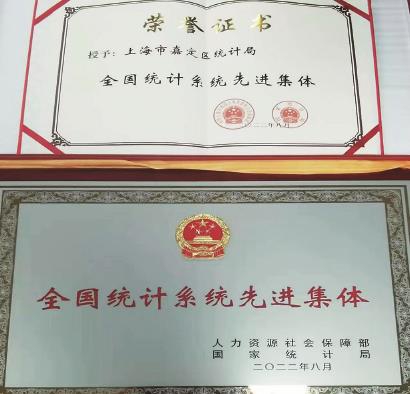 荣誉证书
授予：上海市嘉定区统计局
全国统计系统先进集体
二〇二二年八月
全国统计系统先进集体
人力资源社会保障部
国家统计局
二〇二二年八月